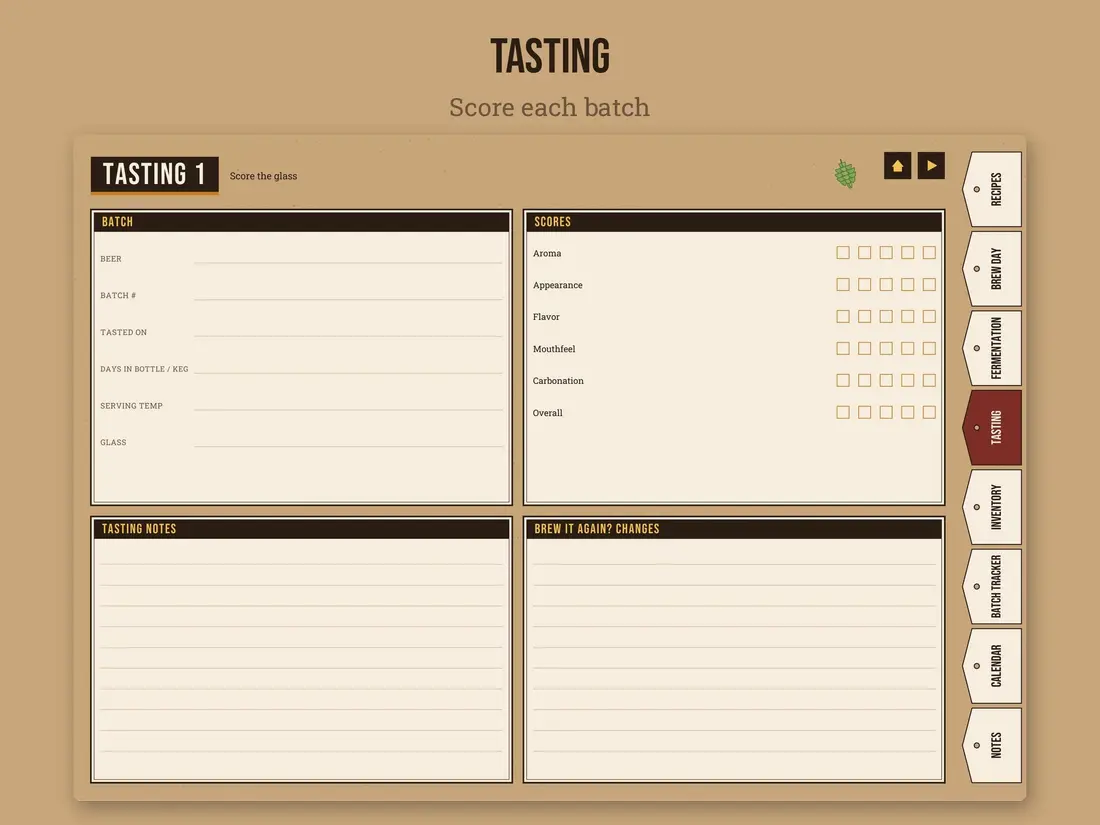 TASTING
Score each batch
TASTING 1
Score the glass
BATCH
BEER
BATCH #
TASTED ON
DAYS IN BOTTLE / KEG
SERVING TEMP
GLASS
SCORES
Aroma
Appearance
Flavor
Mouthfeel
Carbonation
Overall
TASTING NOTES
BREW IT AGAIN? CHANGES
RECIPES
BREW DAY
FERMENTATION
TASTING
INVENTORY
BATCH TRACKER
CALENDAR
NOTES